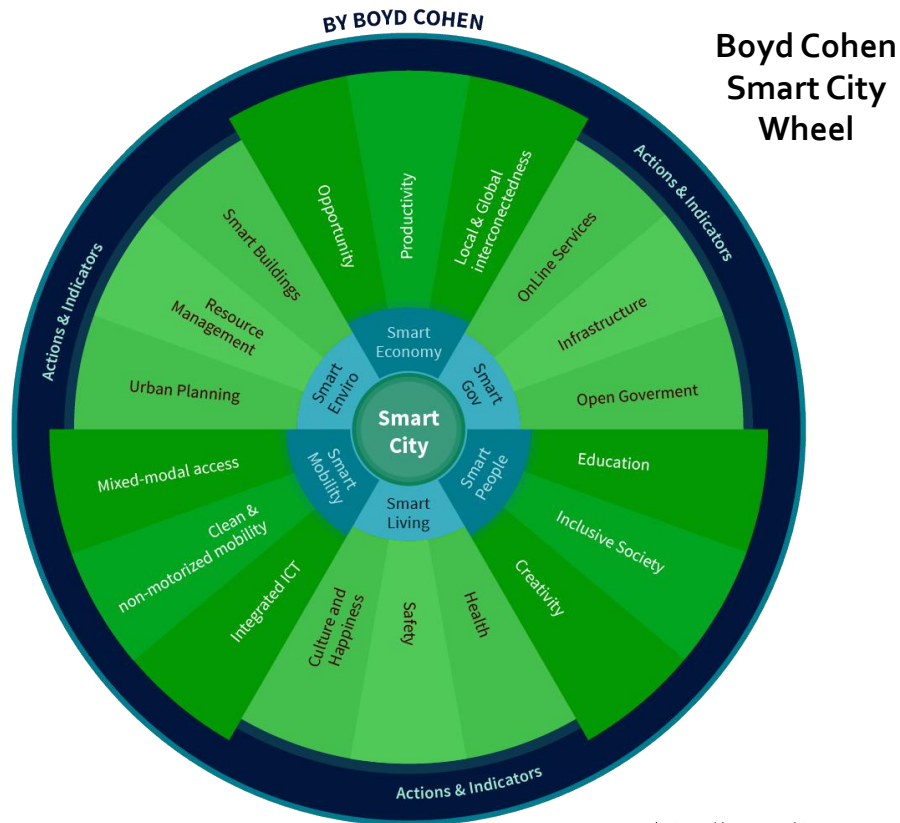 BY BOYD COHEN
Boyd Cohen
Smart City
Wheel
Actions & Indicators
Actions & Indicators
Actions & Indicators
Opportunity
Productivity
Local & Global
interconnectedness
OnLine Services
Infrastructure
Open Goverment
Education
Inclusive Society
Creativity
Health
Safety
Culture and
Happiness
Integrated ICT
Clean &
non-motorized mobility
Mixed-modal access
Urban Planning
Resource
Management
Smart Buildings
Smart
Economy
Smart
Gov
Smart
People
Smart
Living
Smart
Mobility
Smart
Enviro
Smart
City